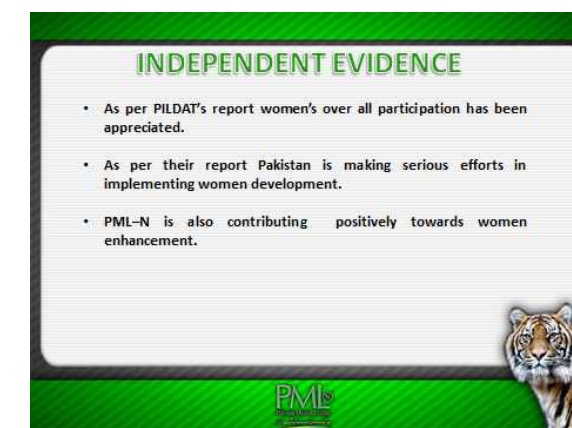 INDEPENDENT EVIDENCE
• As per PILDAT's report women's over all participation has been
appreciated.
• As per their report Pakistan is making serious efforts in
implementing women development.
• PML–N is also contributing positively towards women
enhancement.
PML
N